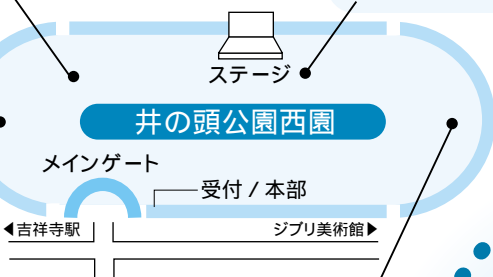 ステージ
井の頭公園西園
メインゲート
受付 / 本部
◀吉祥寺駅
ジブリ美術館▶